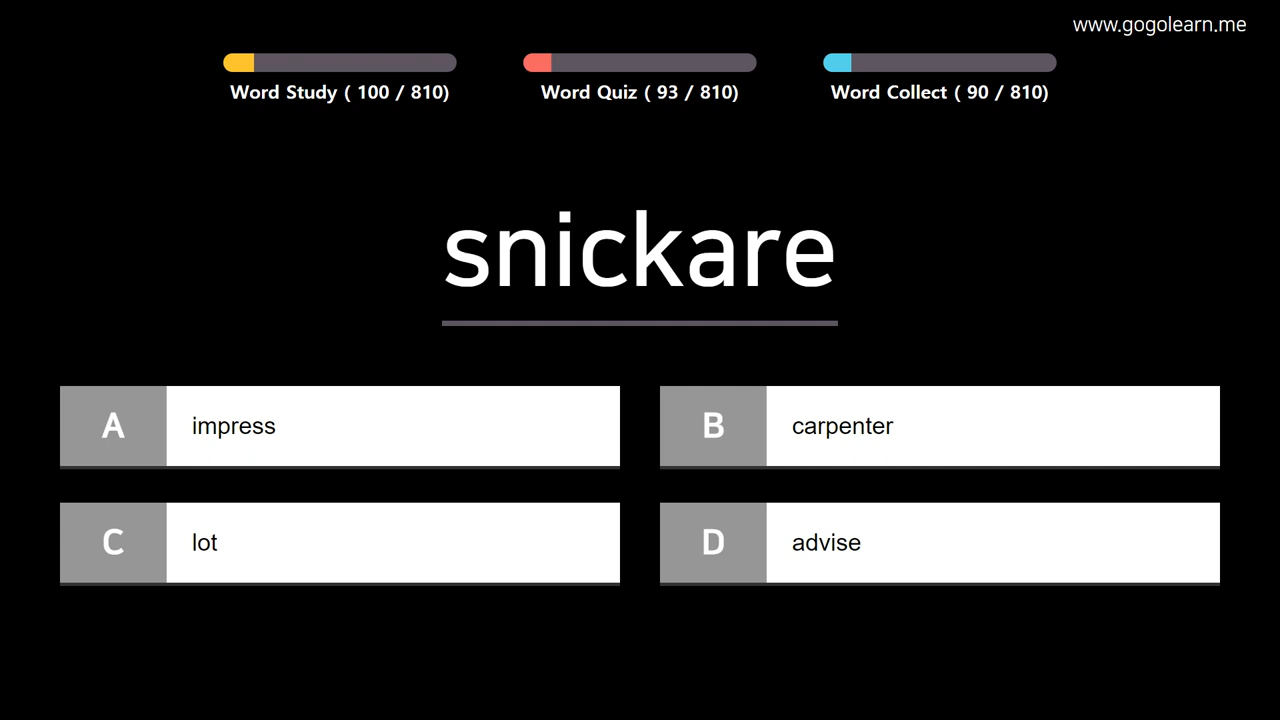 www.gogolearn.me
Word Study ( 100 / 810)
Word Quiz ( 93 / 810)
Word Collect ( 90 / 810)
snickare
A impress
B carpenter
C lot
D advise